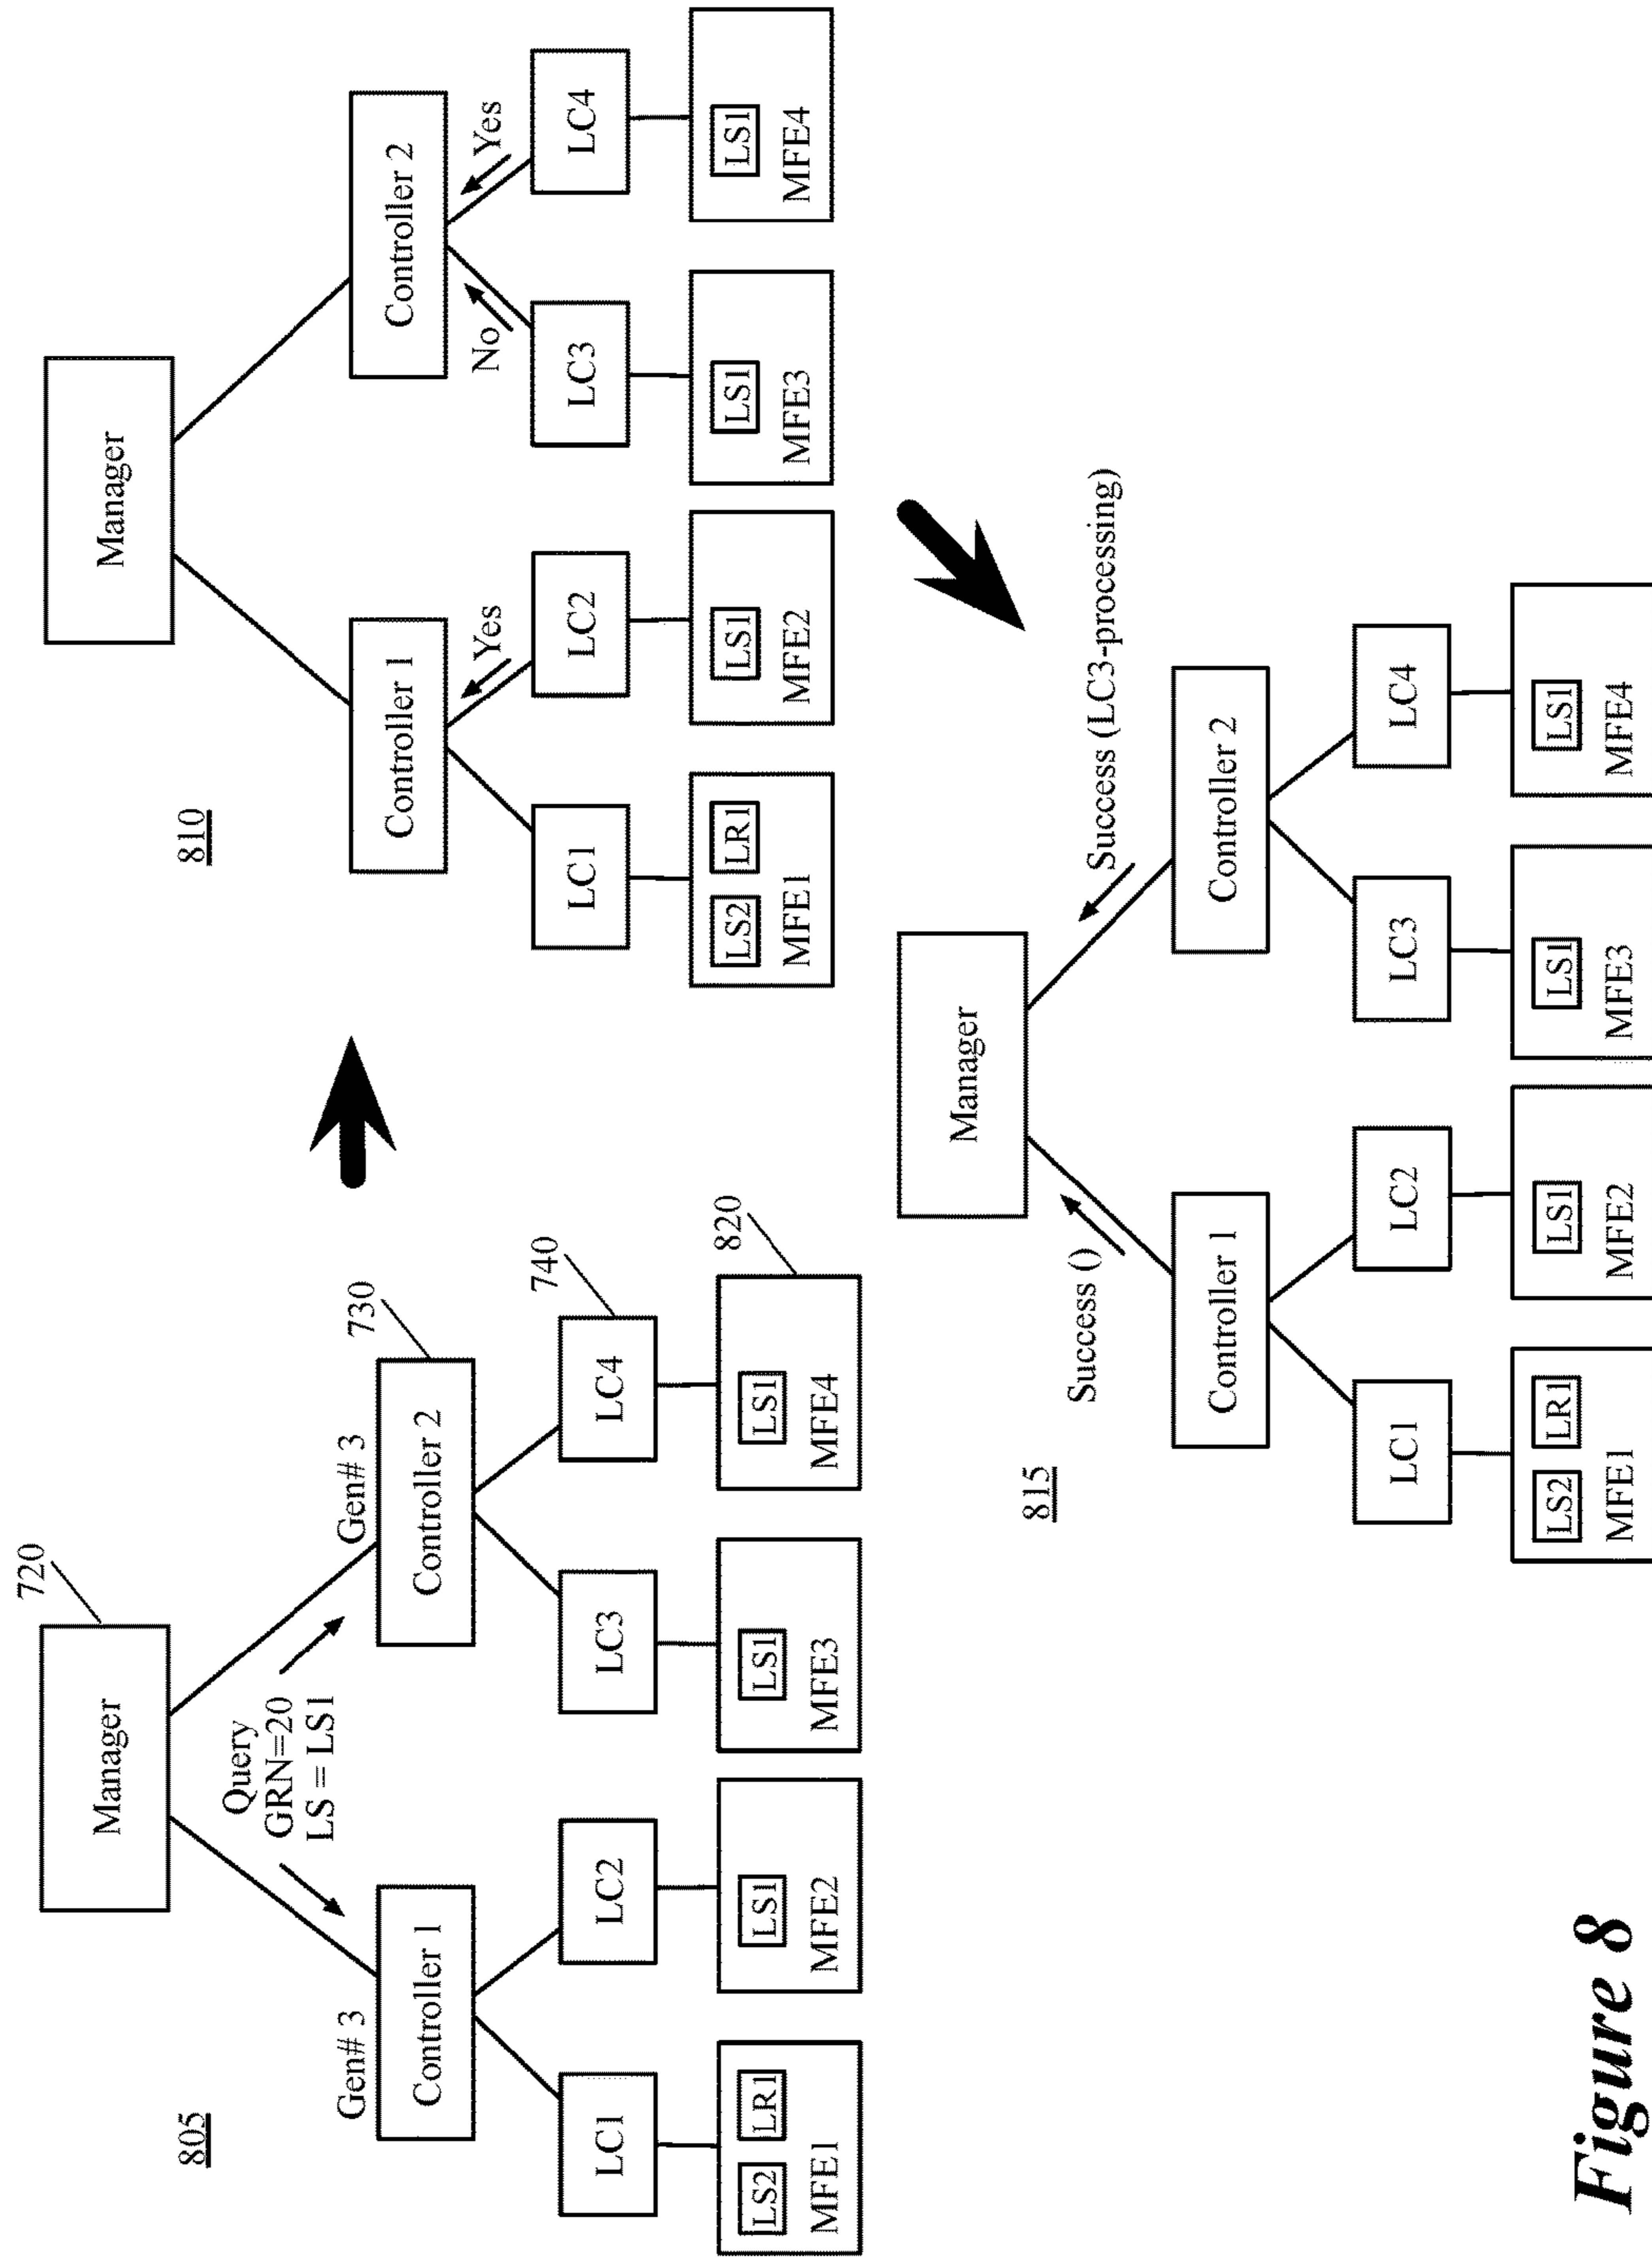 805
720
Manager
Query
GRN=20
LS = LS1
Gen# 3
Gen# 3
730
Controller 1
Controller 2
740
LC1
LC2
LC3
LC4
820
LS2
LR1
LS1
LS1
LS1
MFE1
MFE2
MFE3
MFE4
810
Manager
Controller 1
Controller 2
Yes
No
Yes
LC1
LC2
LC3
LC4
LS2
LR1
LS1
LS1
LS1
MFE1
MFE2
MFE3
MFE4
815
Manager
Success ()
Success (LC3-processing)
Controller 1
Controller 2
LC1
LC2
LC3
LC4
LS2
LR1
LS1
LS1
LS1
MFE1
MFE2
MFE3
MFE4
Figure 8